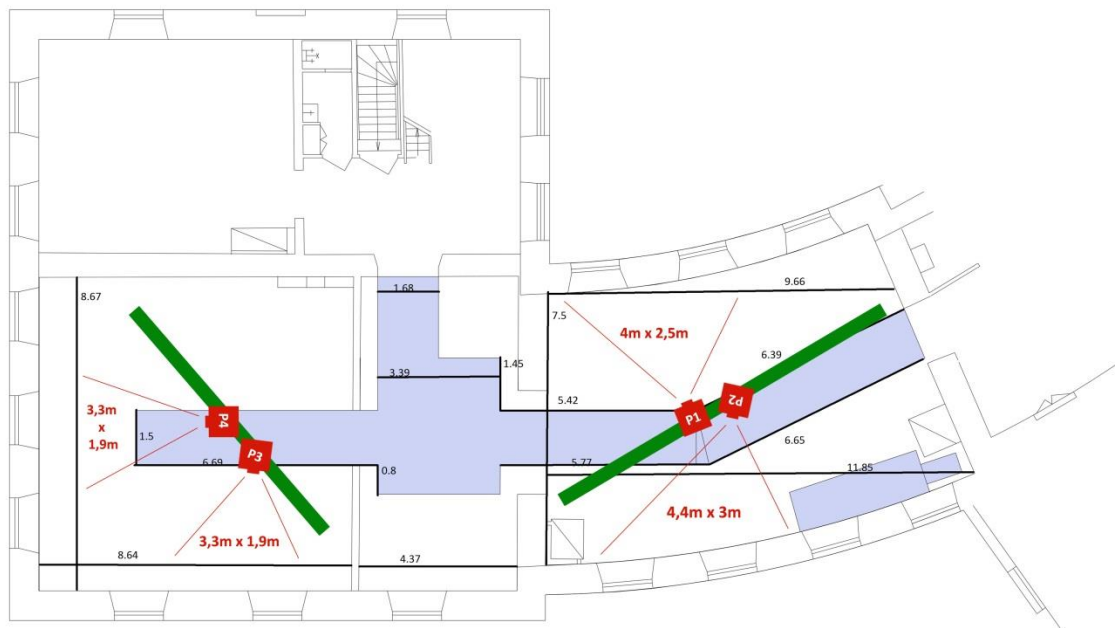 8.67
1.68
9.66
7.5
4m x 2,5m
6.39
1.45
3.39
3,3m
x
1,9m
P4
5.42
P2
P1
1.5
P3
6.69
0.8
5.77
6.65
11.85
4,4m x 3m
3,3m x 1,9m
8.64
4.37